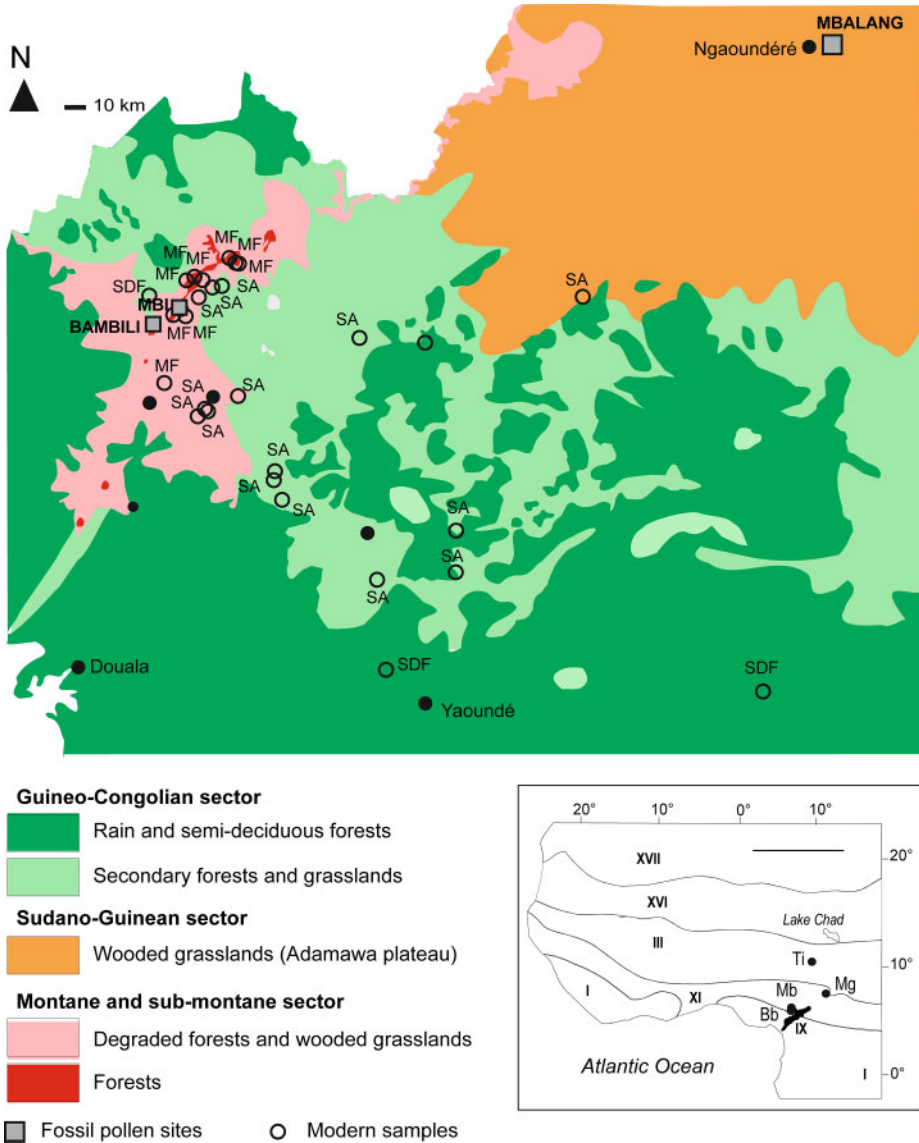 MBALANG
Ngaoundéré
N
10 km
MF
MF
MF
MF
MF
MF
SA
SDF
SA
MBI
SA
BAMBILI
MF MF
SA
SA
MF
SA
SA
SA
SA
SA
SA
SA
SA
SA
SA
SDF
SDF
Douala
Yaoundé
Guineo-Congolian sector
Rain and semi-deciduous forests
Secondary forests and grasslands
Sudano-Guinean sector
Wooded grasslands (Adamawa plateau)
Montane and sub-montane sector
Degraded forests and wooded grasslands
Forests
Fossil pollen sites
Modern samples
20° 10° 0° 10°
XVII
20°
XVI
Lake Chad
III
Ti
10°
I
XI
Mb
Mg
Bb
IX
Atlantic Ocean
I
0°